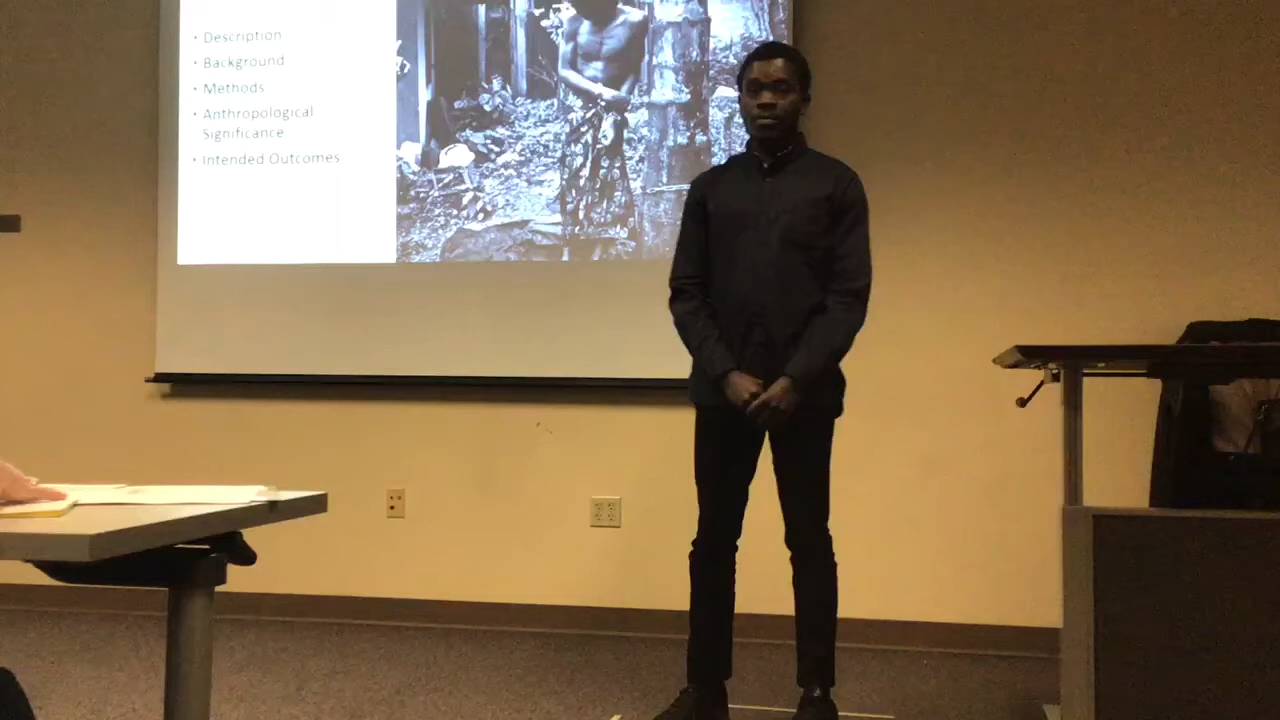 • Description
• Background
• Methods
• Anthropological
Significance
• Intended Outcomes